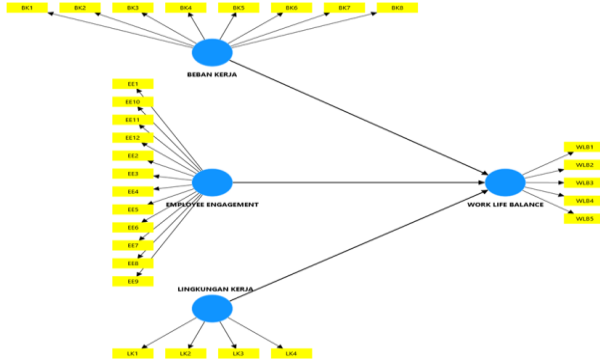 BK1 BK2 BK3 BK4 BK5 BK6 BK7 BK8
BEBAN KERJA
EE1
EE10
EE11
EE12
EE2
EE3
EE4
EE5
EE6
EE7
EE8
EE9
EMPLOYEE ENGAGEMENT
WLB1
WLB2
WLB3
WLB4
WLB5
WORK LIFE BALANCE
LINGKUNGAN KERJA
LK1 LK2 LK3 LK4